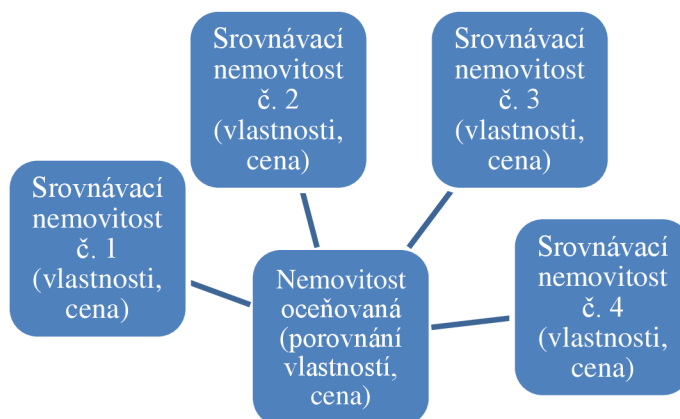 Srovnávací
nemovitost
č. 1
(vlastnosti,
cena)
Srovnávací
nemovitost
č. 2
(vlastnosti,
cena)
Srovnávací
nemovitost
č. 3
(vlastnosti,
cena)
Srovnávací
nemovitost
č. 4
(vlastnosti,
cena)
Nemovitost
oceňovaná
(porovnání
vlastností,
cena)